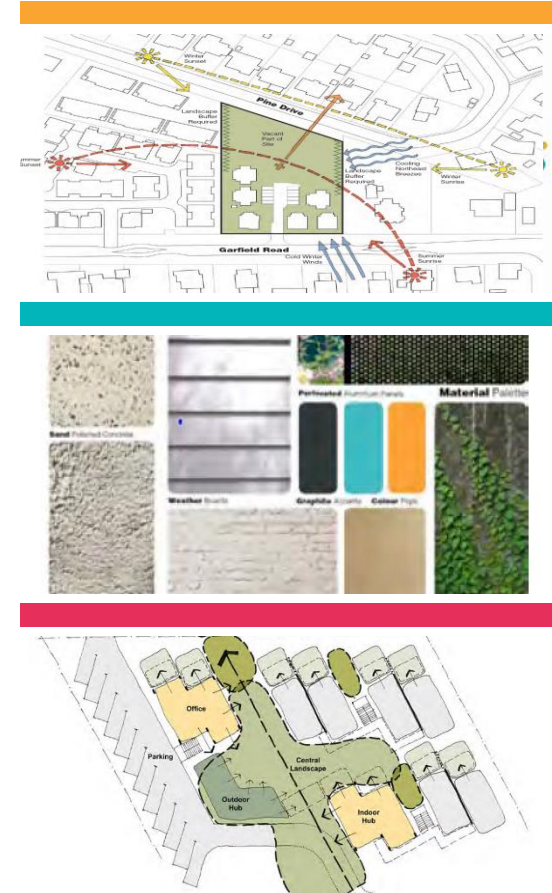 Winter
Sunset
Pine Drive
Landscape
Buffer
Required
Vacant
Part of
Site
Summer
Sunset
Landscape
Buffer
Required
Cooling
Northeast
Breezes
Winter
Sunrise
Garfield Road
Cold Winter
Winds
Summer
Sunrise
Perforated Aluminium Panels
Material Palette
Sand Polished Concrete
Weather Boards
Graphite Accents
Colour Pops
Office
Parking
Central
Landscape
Outdoor
Hub
Indoor
Hub